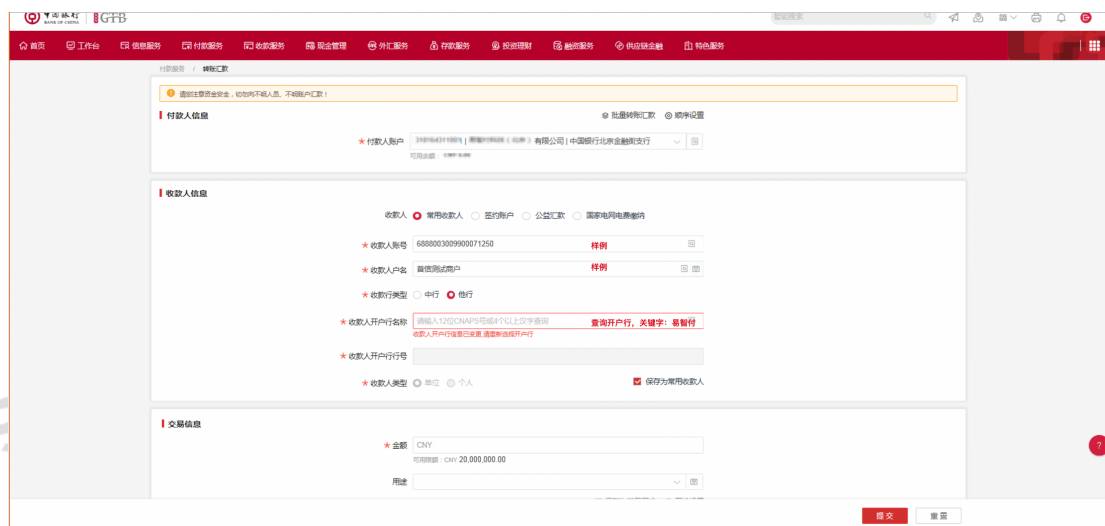 中国银行 GTB
BANK OF CHINA
智能搜索
首页 工作台 信息服务 付款服务 收款服务 现金管理 外汇服务 存款服务 投资理财 融资服务 供应链金融 特色服务
付款服务 / 转账汇款
请您注意资金安全，切勿向不明人员、不明账户汇款！
付款人信息 批量转账汇款 顺序设置
付款人账户 有限公司 | 中国银行北京金融街支行
可用余额：
收款人信息
收款人 常用收款人 签约账户 公益汇款 国家电网电费缴纳
* 收款人账号 6888003009900071250 样例
* 收款人户名 首信测试商户 样例
* 收款行类型 中行 他行
* 收款人开户行名称 请输入12位CNAPS号或4个以上汉字查询 查询开户行，关键字：易智付
收款人开户行信息已变更,请重新选择开户行
* 收款人开户行行号
* 收款人类型 单位 个人 保存为常用收款人
交易信息
* 金额 CNY
可用限额：CNY 20,000,000.00
用途
?
提交 重置